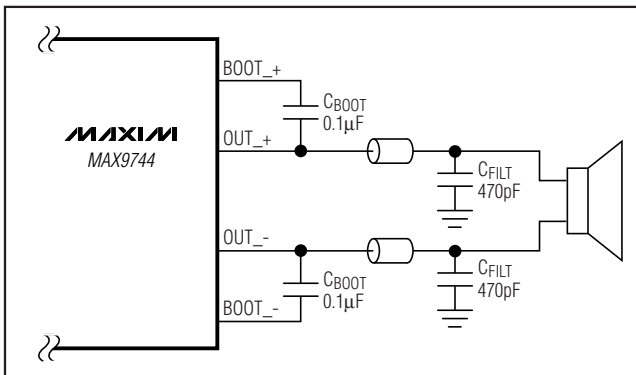 BOOT_+
CBOOT
0.1µF
MAXIM
MAX9744
OUT_+
CFILT
470pF
OUT_-
CBOOT
0.1µF
CFILT
470pF
BOOT_-